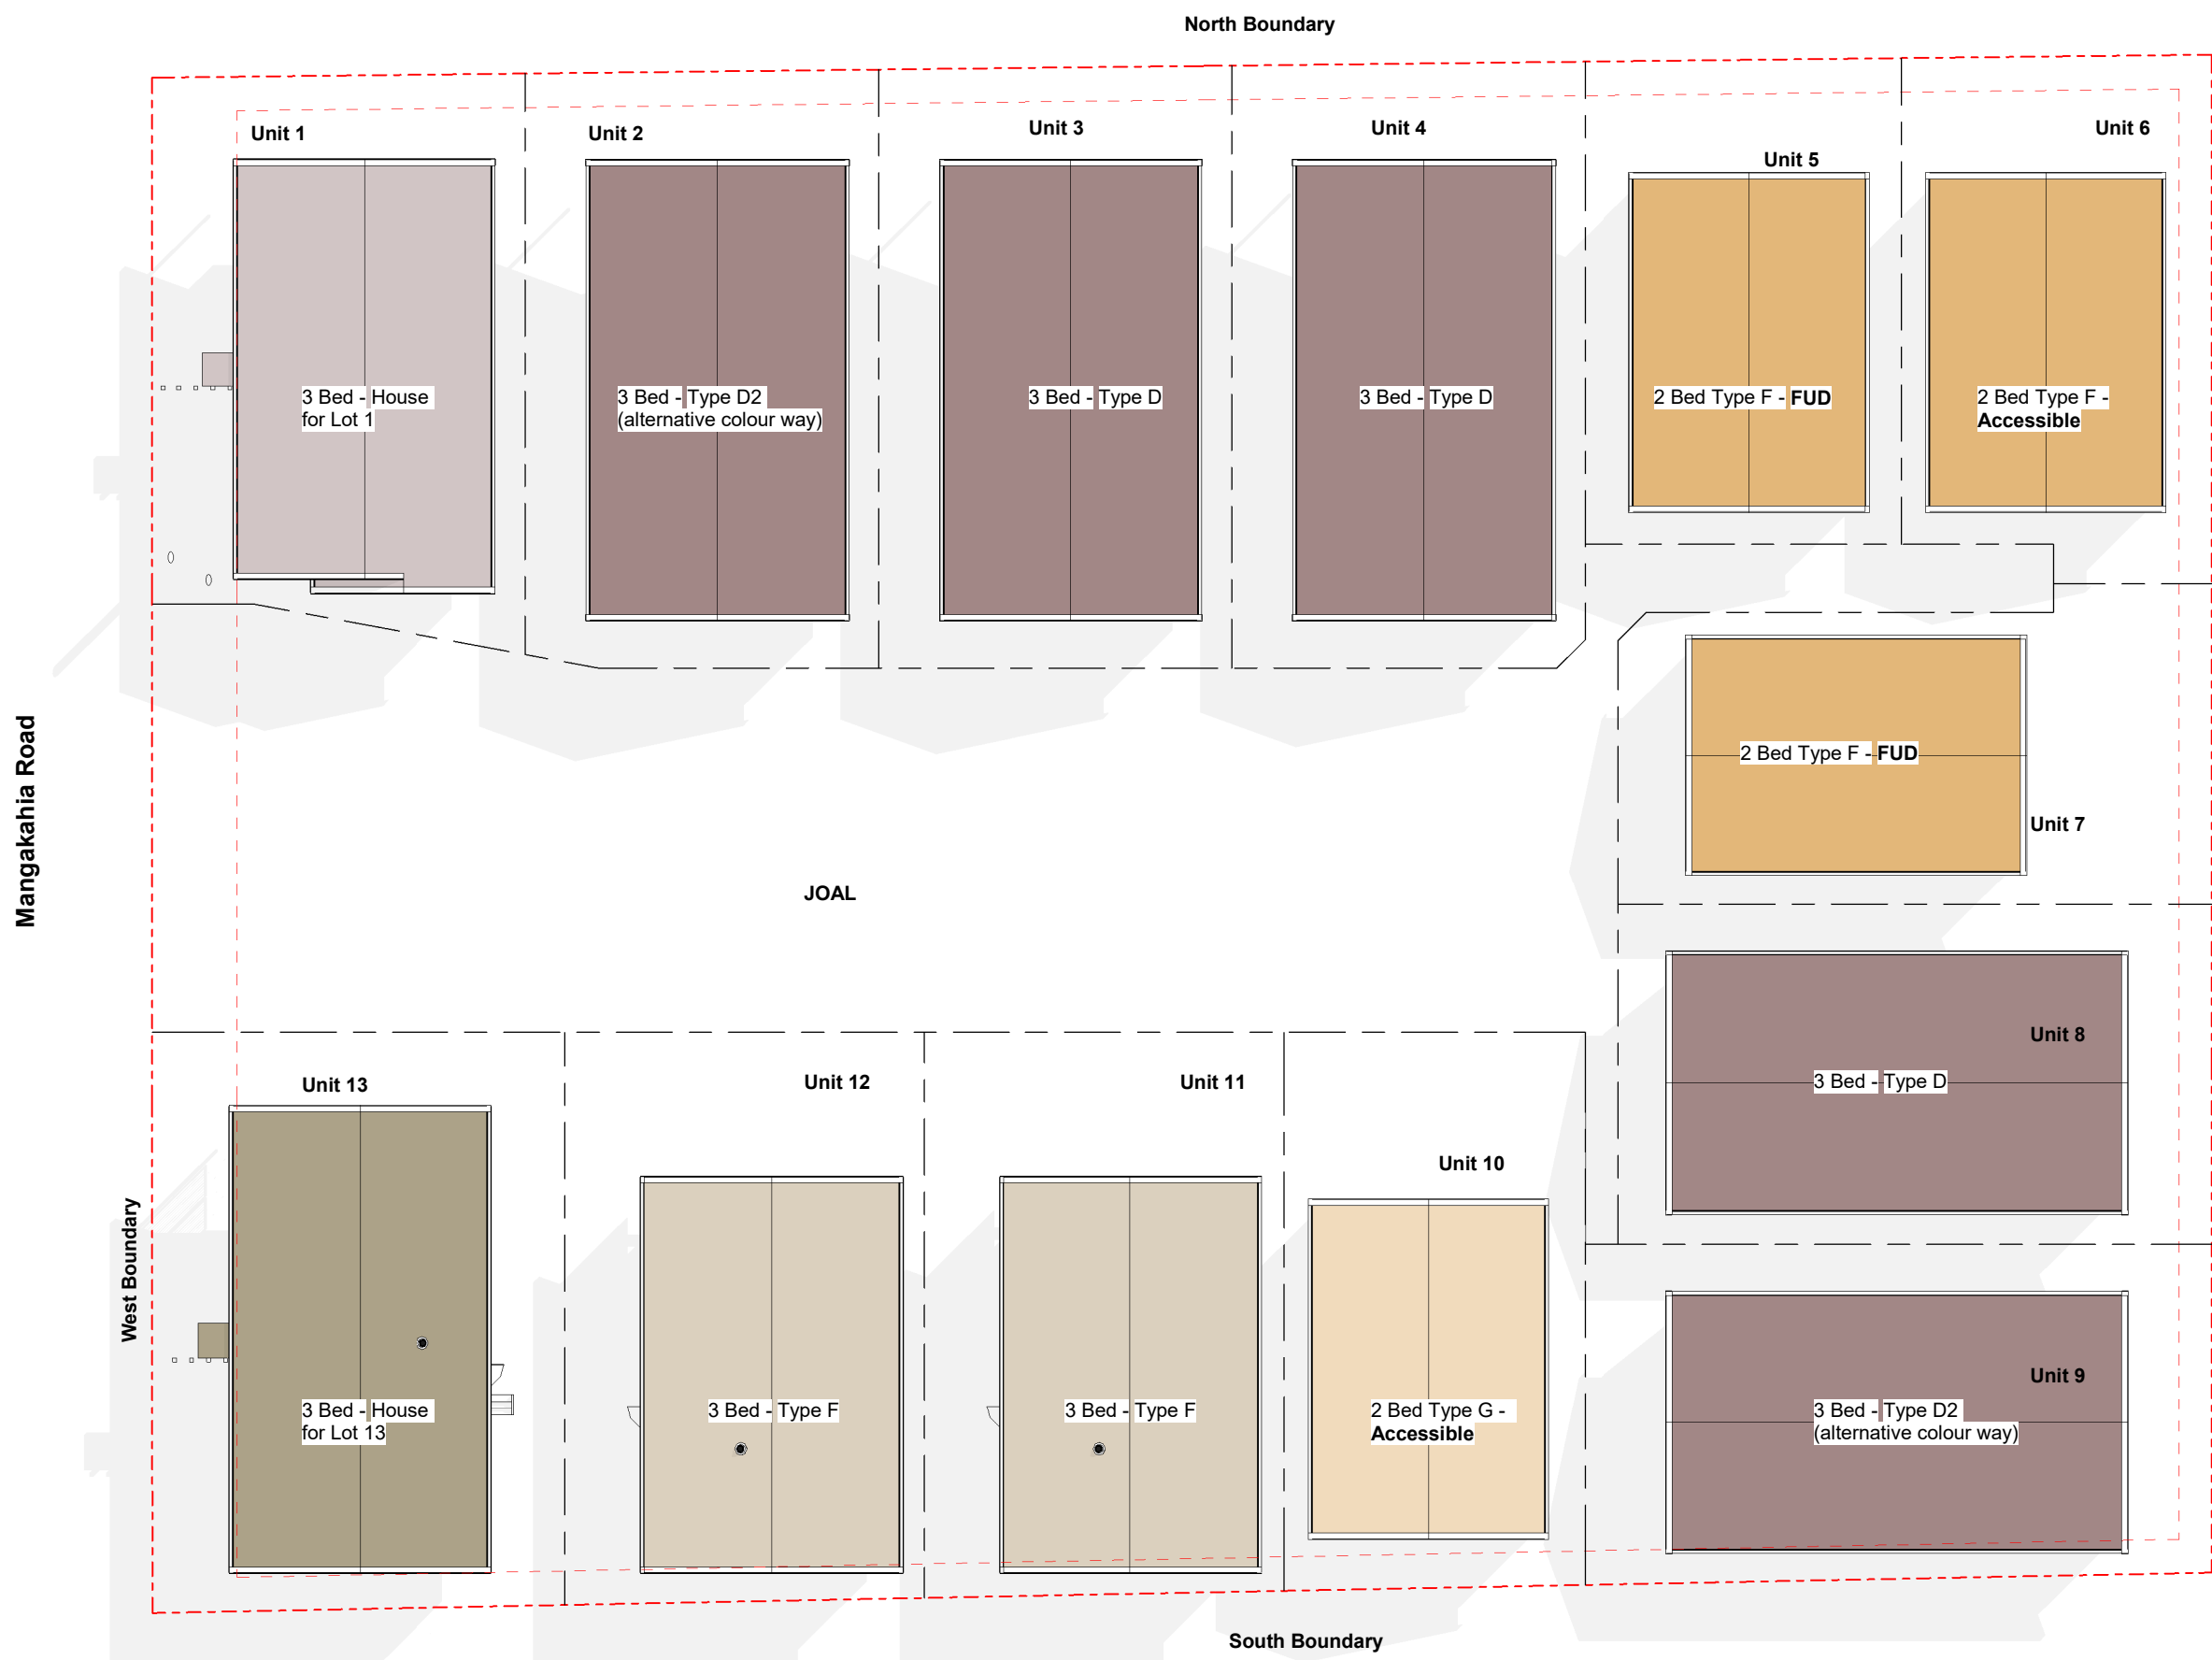 North Boundary
Unit 1
Unit 2
Unit 3
Unit 4
Unit 5
Unit 6
3 Bed - House
for Lot 1
3 Bed - Type D2
(alternative colour way)
3 Bed - Type D
3 Bed - Type D
2 Bed Type F - FUD
2 Bed Type F -
Accessible
2 Bed Type F - FUD
Unit 7
Mangakahia Road
JOAL
Unit 8
3 Bed - Type D
Unit 13
Unit 12
Unit 11
Unit 10
West Boundary
Unit 9
3 Bed - House
for Lot 13
3 Bed - Type F
3 Bed - Type F
2 Bed Type G -
Accessible
3 Bed - Type D2
(alternative colour way)
South Boundary